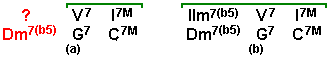 ? V7 I7M IIm7(b5) V7 I7M
Dm7(b5) G7 C7M Dm7(b5) G7 C7M
(a) (b)